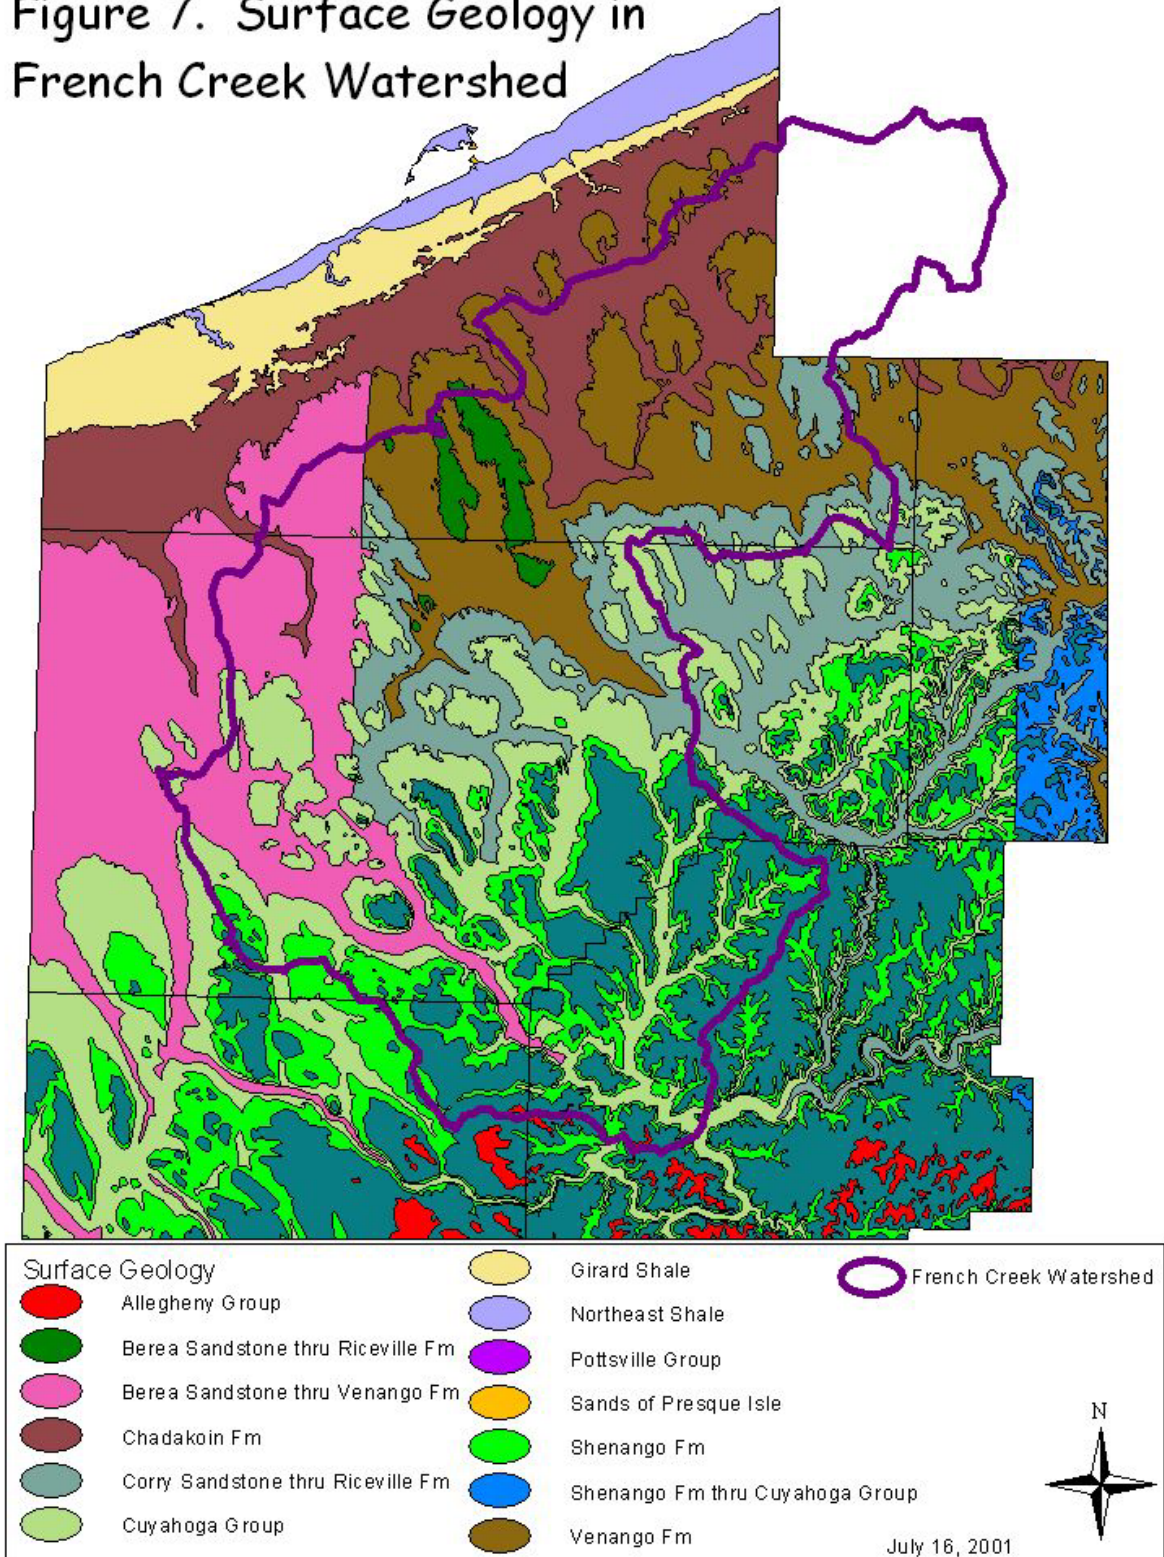 Figure 7. Surface Geology in
French Creek Watershed
Surface Geology
Allegheny Group
Berea Sandstone thru Riceville Fm
Berea Sandstone thru Venango Fm
Chadakoin Fm
Corry Sandstone thru Riceville Fm
Cuyahoga Group
Girard Shale
Northeast Shale
Pottsville Group
Sands of Presque Isle
Shenango Fm
Shenango Fm thru Cuyahoga Group
Venango Fm
French Creek Watershed
N
July 16, 2001